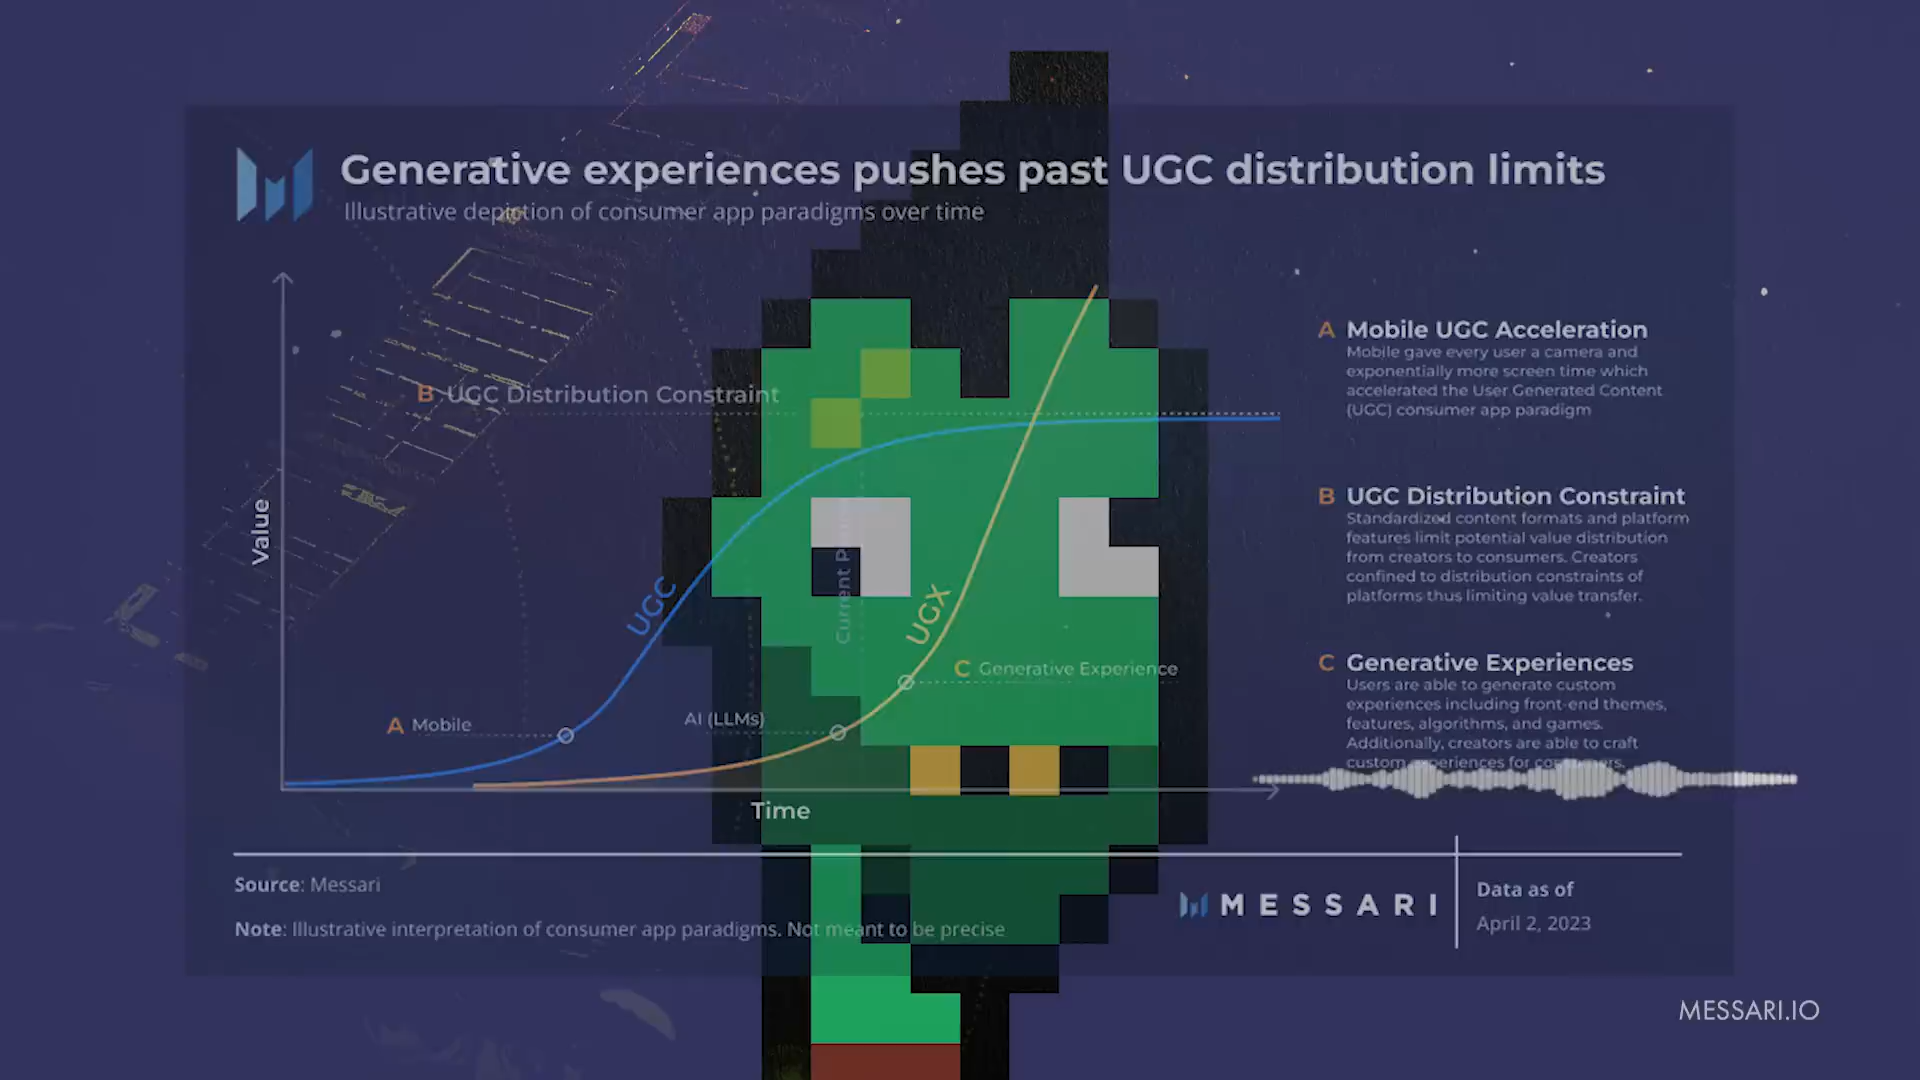 Generative experiences pushes past UGC distribution limits
Illustrative depiction of consumer app paradigms over time
Value
B UGC Distribution Constraint
UGC
Current
UGX
C Generative Experience
AI (LLMs)
A Mobile
Time
A Mobile UGC Acceleration
Mobile gave every user a camera and
exponentially more screen time which
accelerated the User Generated Content
(UGC) consumer app paradigm
B UGC Distribution Constraint
Standardized content formats and platform
features limit potential value distribution
from creators to consumers. Creators
confined to distribution constraints of
platforms thus limiting value transfer.
C Generative Experiences
Users are able to generate custom
experiences including front-end themes,
features, algorithms, and games.
Additionally, creators are able to craft
custom experiences for
Source: Messari
Note: Illustrative interpretation of consumer app paradigms. Not meant to be precise
MESSARI
Data as of
April 2, 2023
MESSARI.IO